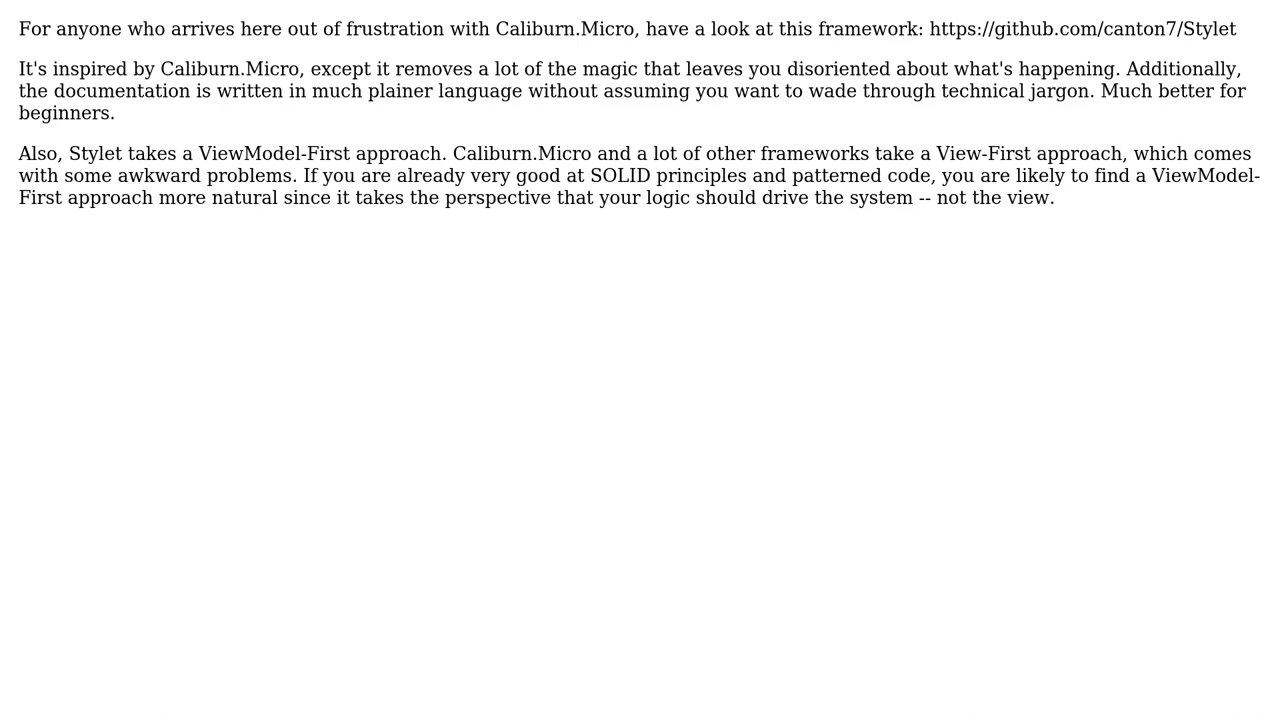 For anyone who arrives here out of frustration with Caliburn.Micro, have a look at this framework: https://github.com/canton7/Stylet
It's inspired by Caliburn.Micro, except it removes a lot of the magic that leaves you disoriented about what's happening. Additionally,
the documentation is written in much plainer language without assuming you want to wade through technical jargon. Much better for
beginners.
Also, Stylet takes a ViewModel-First approach. Caliburn.Micro and a lot of other frameworks take a View-First approach, which comes
with some awkward problems. If you are already very good at SOLID principles and patterned code, you are likely to find a ViewModel-
First approach more natural since it takes the perspective that your logic should drive the system -- not the view.